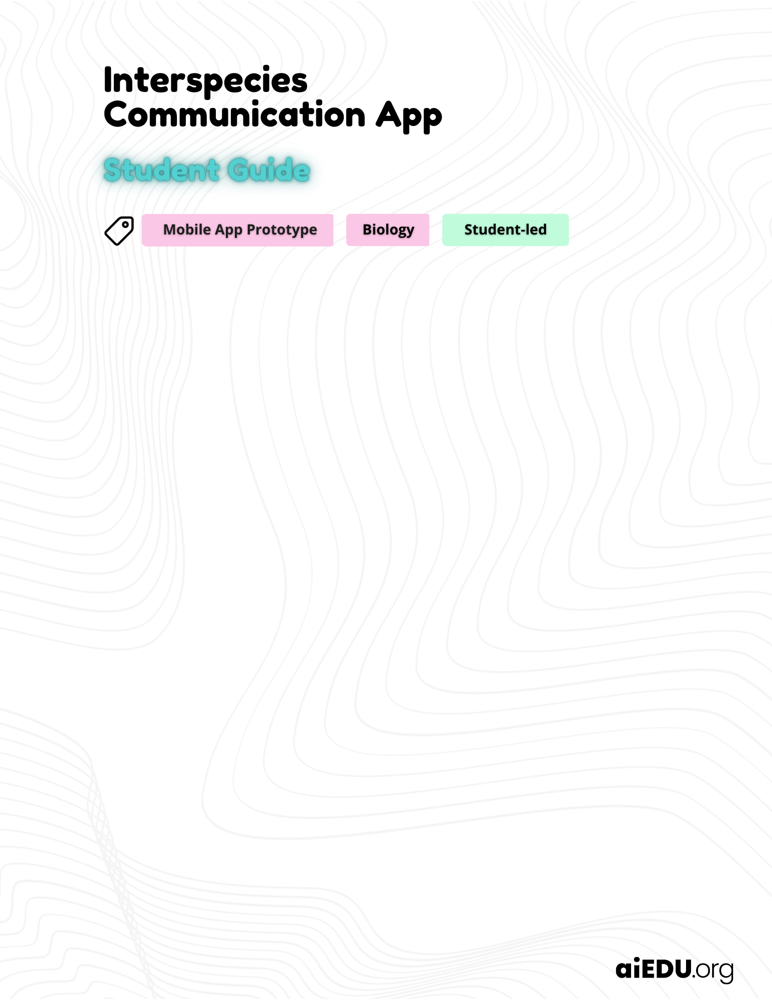 Interspecies
Communication App
Student Guide
Mobile App Prototype
Biology
Student-led
aiEDU.org